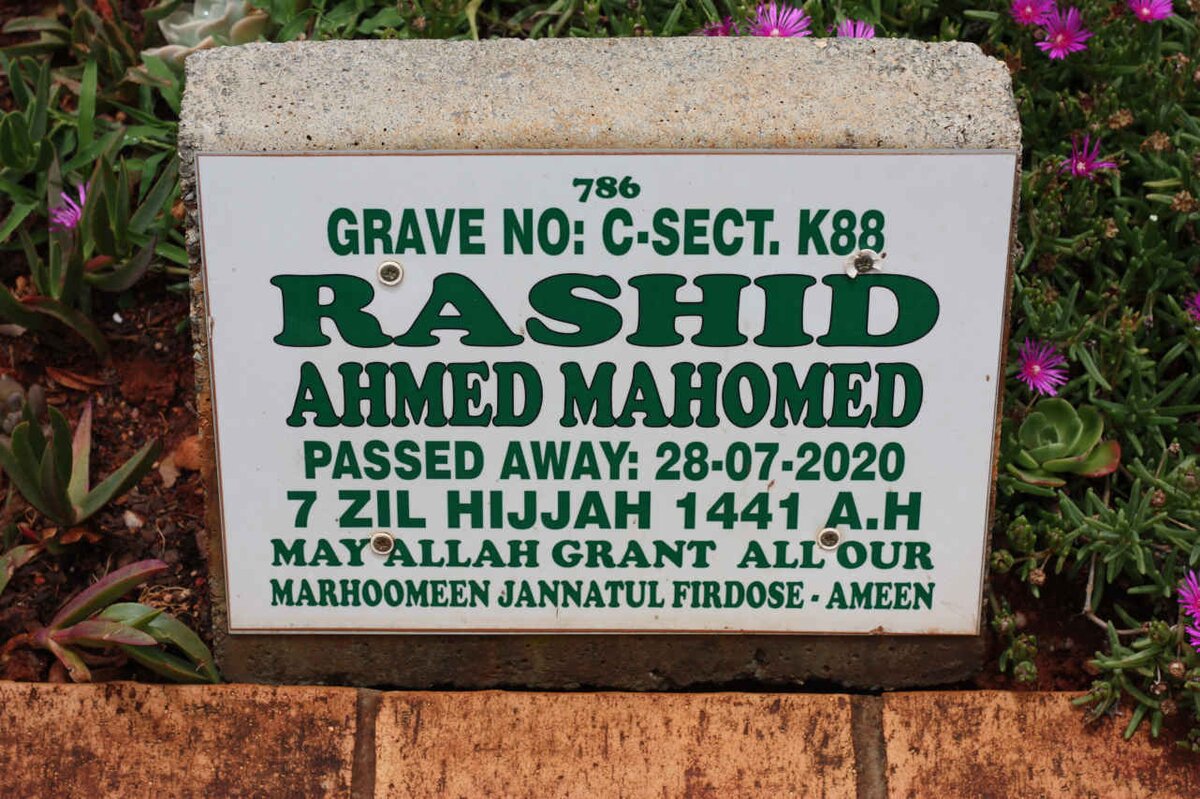 786
GRAVE NO: C-SECT. K88
RASHID
AHMED MAHOMED
PASSED AWAY: 28-07-2020
7 ZIL HIJJAH 1441 A.H
MAY ALLAH GRANT ALL OUR
MARHOOMEEN JANNATUL FIRDOSE - AMEEN